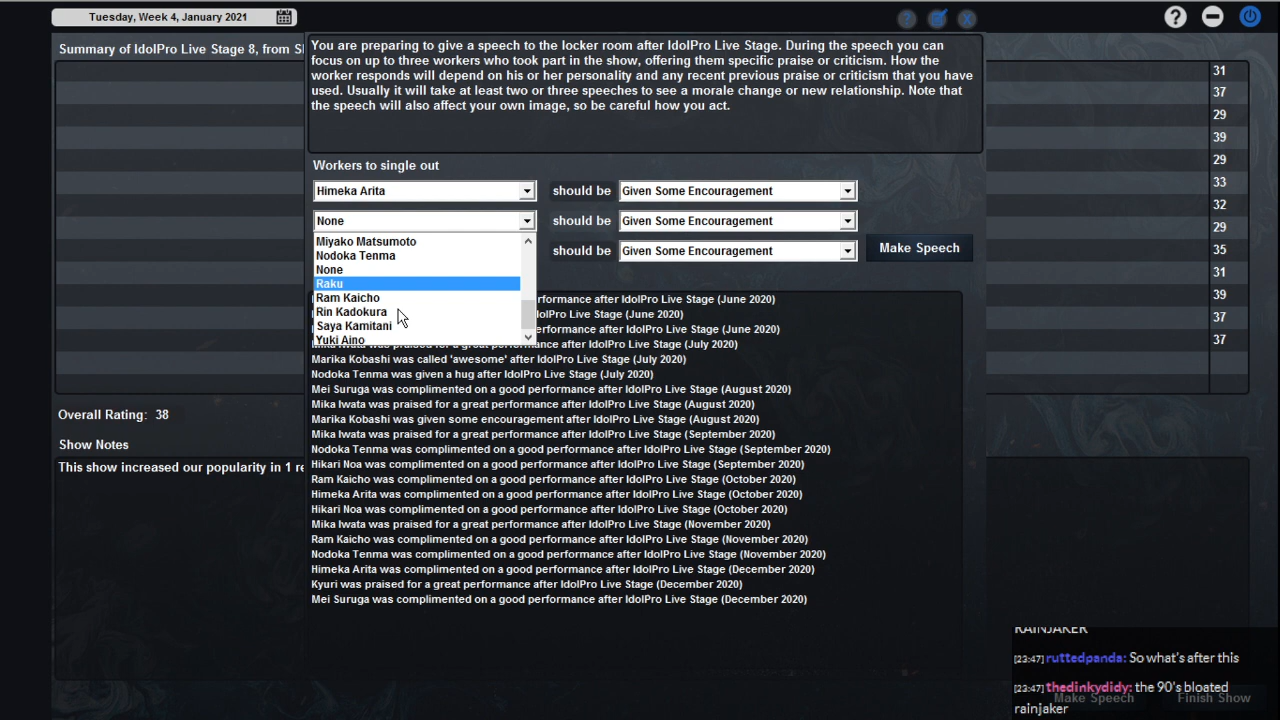 Tuesday, Week 4, January 2021
Summary of IdolPro Live Stage 8, from S
You are preparing to give a speech to the locker room after IdolPro Live Stage. During the speech you can
focus on up to three workers who took part in the show, offering them specific praise or criticism. How the
worker responds will depend on his or her personality and any recent previous praise or criticism that you have
used. Usually it will take at least two or three speeches to see a morale change or new relationship. Note that
the speech will also affect your own image, so be careful how you act.
Workers to single out
Himeka Arita should be Given Some Encouragement
None should be Given Some Encouragement
should be Given Some Encouragement
Make Speech
Miyako Matsumoto
Nodoka Tenma
None
Raku
Ram Kaicho
Rin Kadokura
Saya Kamitani
Yuki Aino
rformance after IdolPro Live Stage (June 2020)
IdolPro Live Stage (June 2020)
erformance after IdolPro Live Stage (June 2020)
performance after IdolPro Live Stage (July 2020)
Marika Kobashi was called 'awesome' after IdolPro Live Stage (July 2020)
Nodoka Tenma was given a hug after IdolPro Live Stage (July 2020)
Mei Suruga was complimented on a good performance after IdolPro Live Stage (August 2020)
Mika Iwata was praised for a great performance after IdolPro Live Stage (August 2020)
Marika Kobashi was given some encouragement after IdolPro Live Stage (August 2020)
Mika Iwata was praised for a great performance after IdolPro Live Stage (September 2020)
Nodoka Tenma was complimented on a good performance after IdolPro Live Stage (September 2020)
Hikari Noa was complimented on a good performance after IdolPro Live Stage (September 2020)
Ram Kaicho was complimented on a good performance after IdolPro Live Stage (October 2020)
Himeka Arita was complimented on a good performance after IdolPro Live Stage (October 2020)
Hikari Noa was complimented on a good performance after IdolPro Live Stage (October 2020)
Mika Iwata was praised for a great performance after IdolPro Live Stage (November 2020)
Ram Kaicho was complimented on a good performance after IdolPro Live Stage (November 2020)
Nodoka Tenma was complimented on a good performance after IdolPro Live Stage (November 2020)
Himeka Arita was complimented on a good performance after IdolPro Live Stage (December 2020)
Kyuri was praised for a great performance after IdolPro Live Stage (December 2020)
Mei Suruga was complimented on a good performance after IdolPro Live Stage (December 2020)
31
37
29
39
29
33
32
29
35
31
39
37
37
Overall Rating: 38
Show Notes
This show increased our popularity in 1 re
RAINJAKER
[23:47] ruttedpanda: So what's after this
[23:47] thedinkydidy: the 90's bloated
rainjaker
Make Speech
Finish Show